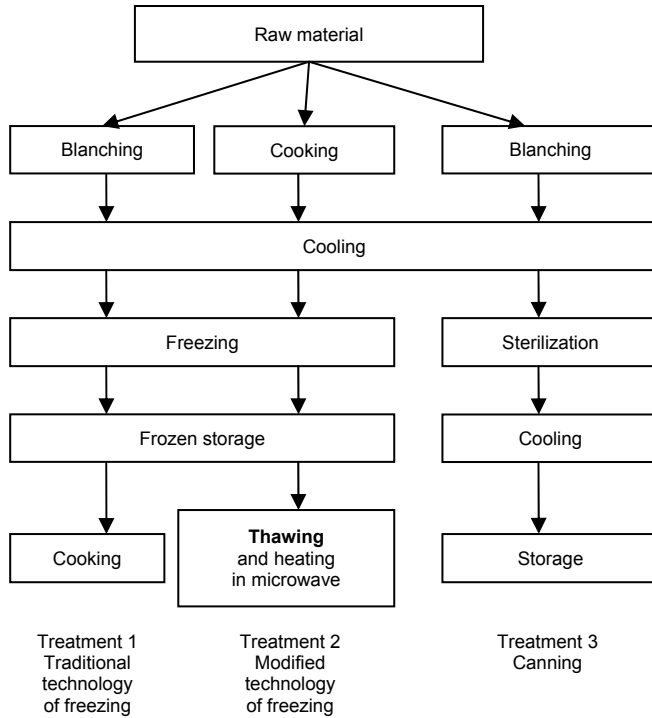 Raw material
Blanching
Cooking
Blanching
Cooling
Freezing
Sterilization
Frozen storage
Cooling
Cooking
Thawing
and heating
in microwave
Storage
Treatment 1
Traditional
technology
of freezing
Treatment 2
Modified
technology
of freezing
Treatment 3
Canning